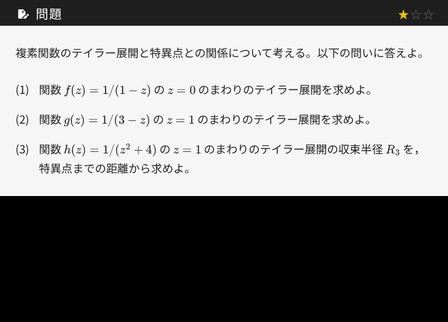 問題
複素関数のテイラー展開と特異点との関係について考える。以下の問いに答えよ。
(1) 関数 f(z) = 1/(1 − z) の z = 0 のまわりのテイラー展開を求めよ。
(2) 関数 g(z) = 1/(3 − z) の z = 1 のまわりのテイラー展開を求めよ。
(3) 関数 h(z) = 1/(z² + 4) の z = 1 のまわりのテイラー展開の収束半径 R₃ を，
特異点までの距離から求めよ。